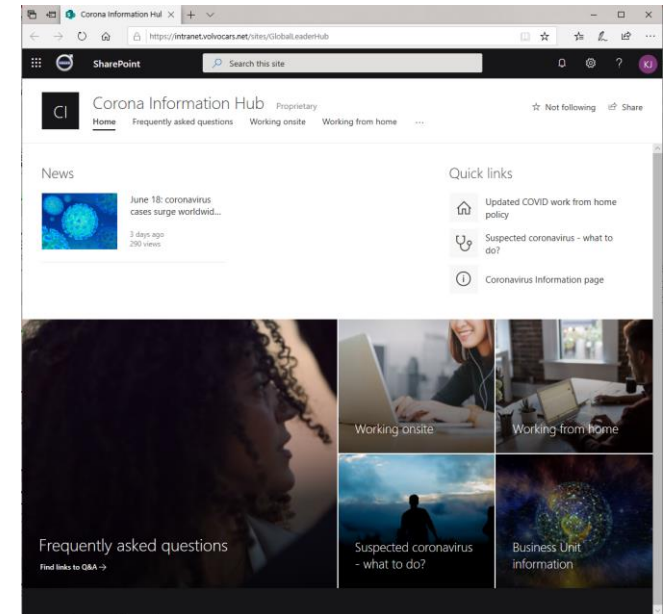 Corona Information Hul
https://intranet.volvocars.net/sites/GlobalLeaderHub
SharePoint
Search this site
KJ
CI
Corona Information Hub Proprietary
Not following
Share
Home Frequently asked questions Working onsite Working from home ...
News
June 18: coronavirus
cases surge worldwid...
3 days ago
290 views
Quick links
Updated COVID work from home
policy
Suspected coronavirus - what to
do?
Coronavirus Information page
Working onsite
Working from home
Frequently asked questions
Find links to Q&A →
Suspected coronavirus
- what to do?
Business Unit
information